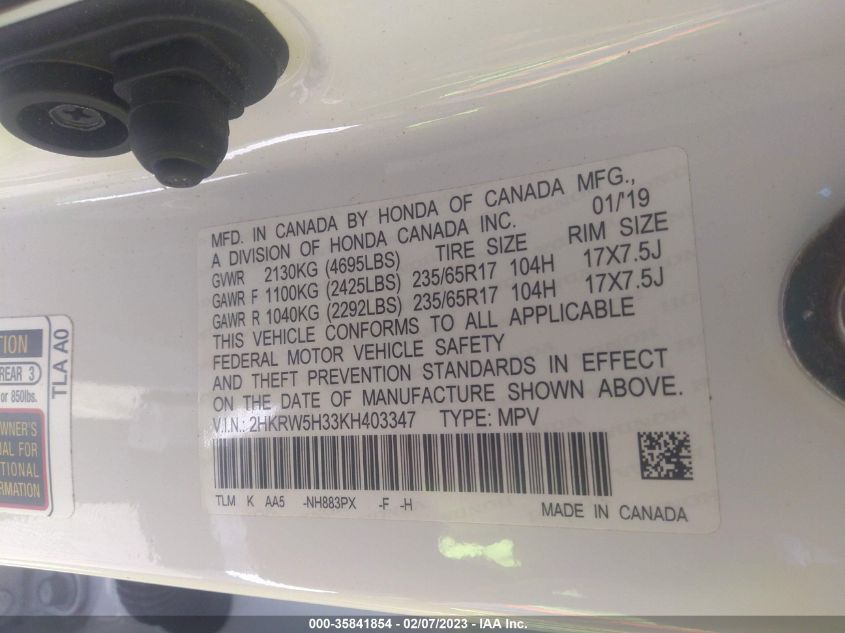 MFD. IN CANADA BY HONDA OF CANADA MFG.,
A DIVISION OF HONDA CANADA INC. 01/'19
GVWR 2130KG (4695LBS) TIRE SIZE RIM SIZE
GAWR F 1100KG (2425LBS) 235/65R17 104H 17X7.5J
GAWR R 1040KG (2292LBS) 235/65R17 104H 17X7.5J
THIS VEHICLE CONFORMS TO ALL APPLICABLE
FEDERAL MOTOR VEHICLE SAFETY
AND THEFT PREVENTION STANDARDS IN EFFECT
ON THE DATE OF MANUFACTURE SHOWN ABOVE.
V.I.N.: 2HKRW5H33KH403347 TYPE: MPV
TLM K AA5 -NH883PX -F -H
MADE IN CANADA
TION
REAR 3
or 850lbs.
TLA A0
WNER'S
AL FOR
TIONAL
RMATION
000-35841854 - 02/07/2023 - IAA Inc.